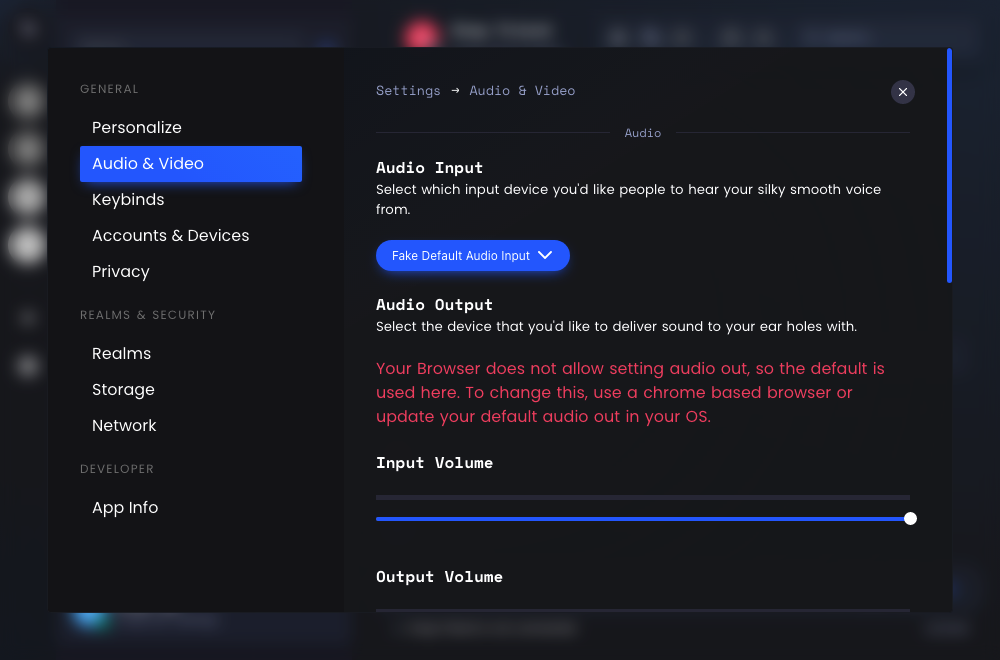 GENERAL
Personalize
Audio & Video
Keybinds
Accounts & Devices
Privacy
REALMS & SECURITY
Realms
Storage
Network
DEVELOPER
App Info
Settings → Audio & Video
Audio
Audio Input
Select which input device you'd like people to hear your silky smooth voice
from.
Fake Default Audio Input
Audio Output
Select the device that you'd like to deliver sound to your ear holes with.
Your Browser does not allow setting audio out, so the default is
used here. To change this, use a chrome based browser or
update your default audio out in your OS.
Input Volume
Output Volume